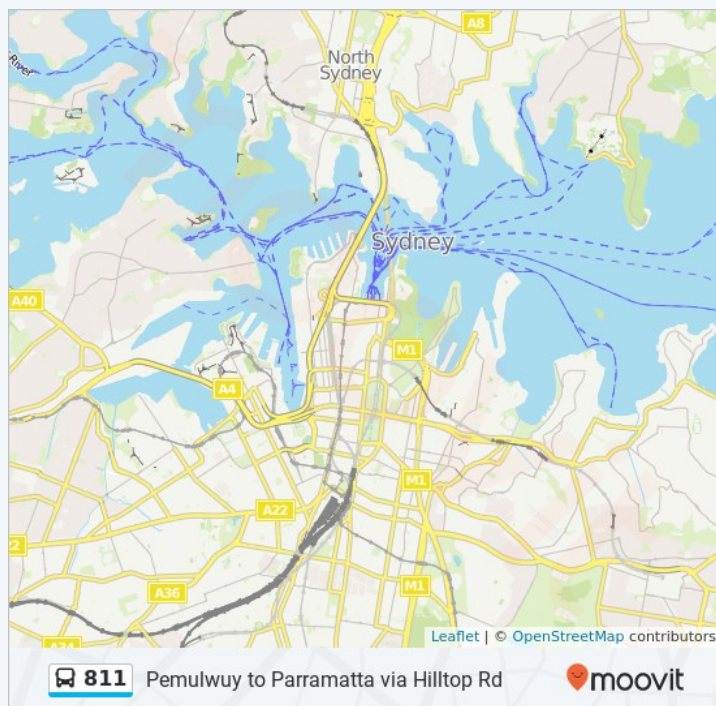 A8
North
Sydney
River
Sydney
A40
M1
A4
M1
A22
A36
M1
Leaflet | © OpenStreetMap contributors
811 Pemulwuy to Parramatta via Hilltop Rd moovit